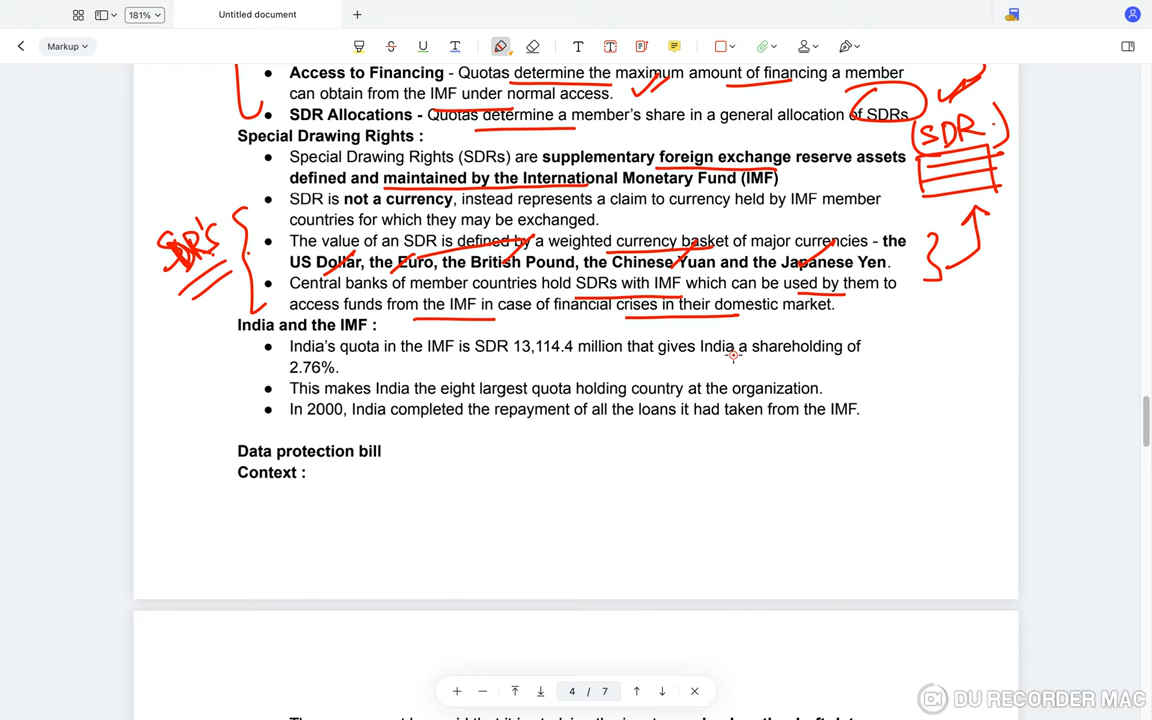 181%
Untitled document
Markup
Access to Financing - Quotas determine the maximum amount of financing a member
can obtain from the IMF under normal access.
SDR Allocations - Quotas determine a member's share in a general allocation of SDRs
(SDR.)
Special Drawing Rights :
Special Drawing Rights (SDRs) are supplementary foreign exchange reserve assets
defined and maintained by the International Monetary Fund (IMF)
SDR is not a currency, instead represents a claim to currency held by IMF member
countries for which they may be exchanged.
SDR's
The value of an SDR is defined by a weighted currency basket of major currencies - the
US Dollar, the Euro, the British Pound, the Chinese Yuan and the Japanese Yen.
Central banks of member countries hold SDRs with IMF which can be used by them to
access funds from the IMF in case of financial crises in their domestic market.
India and the IMF :
India's quota in the IMF is SDR 13,114.4 million that gives India a shareholding of
2.76%.
This makes India the eight largest quota holding country at the organization.
In 2000, India completed the repayment of all the loans it had taken from the IMF.
Data protection bill
Context :
4 / 7
DU RECORDER MAC